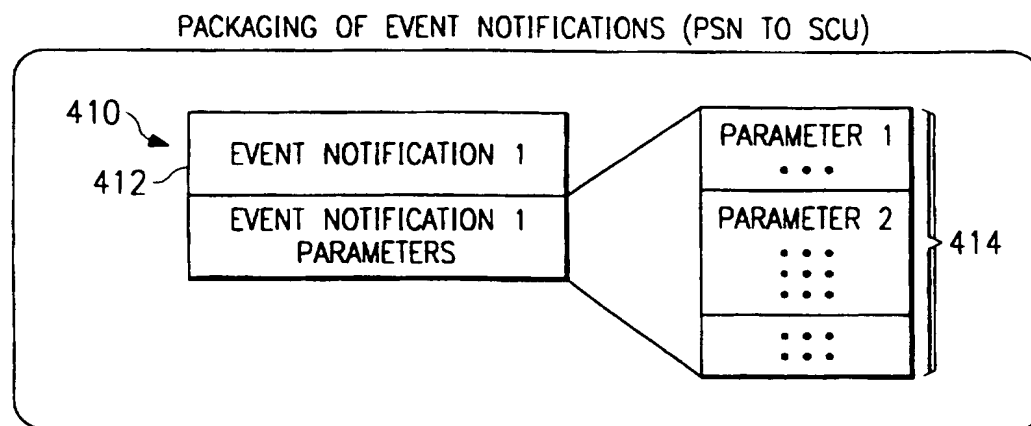 PACKAGING OF EVENT NOTIFICATIONS (PSN TO SCU)
410
412
EVENT NOTIFICATION 1
EVENT NOTIFICATION 1
PARAMETERS
PARAMETER 1
PARAMETER 2
414